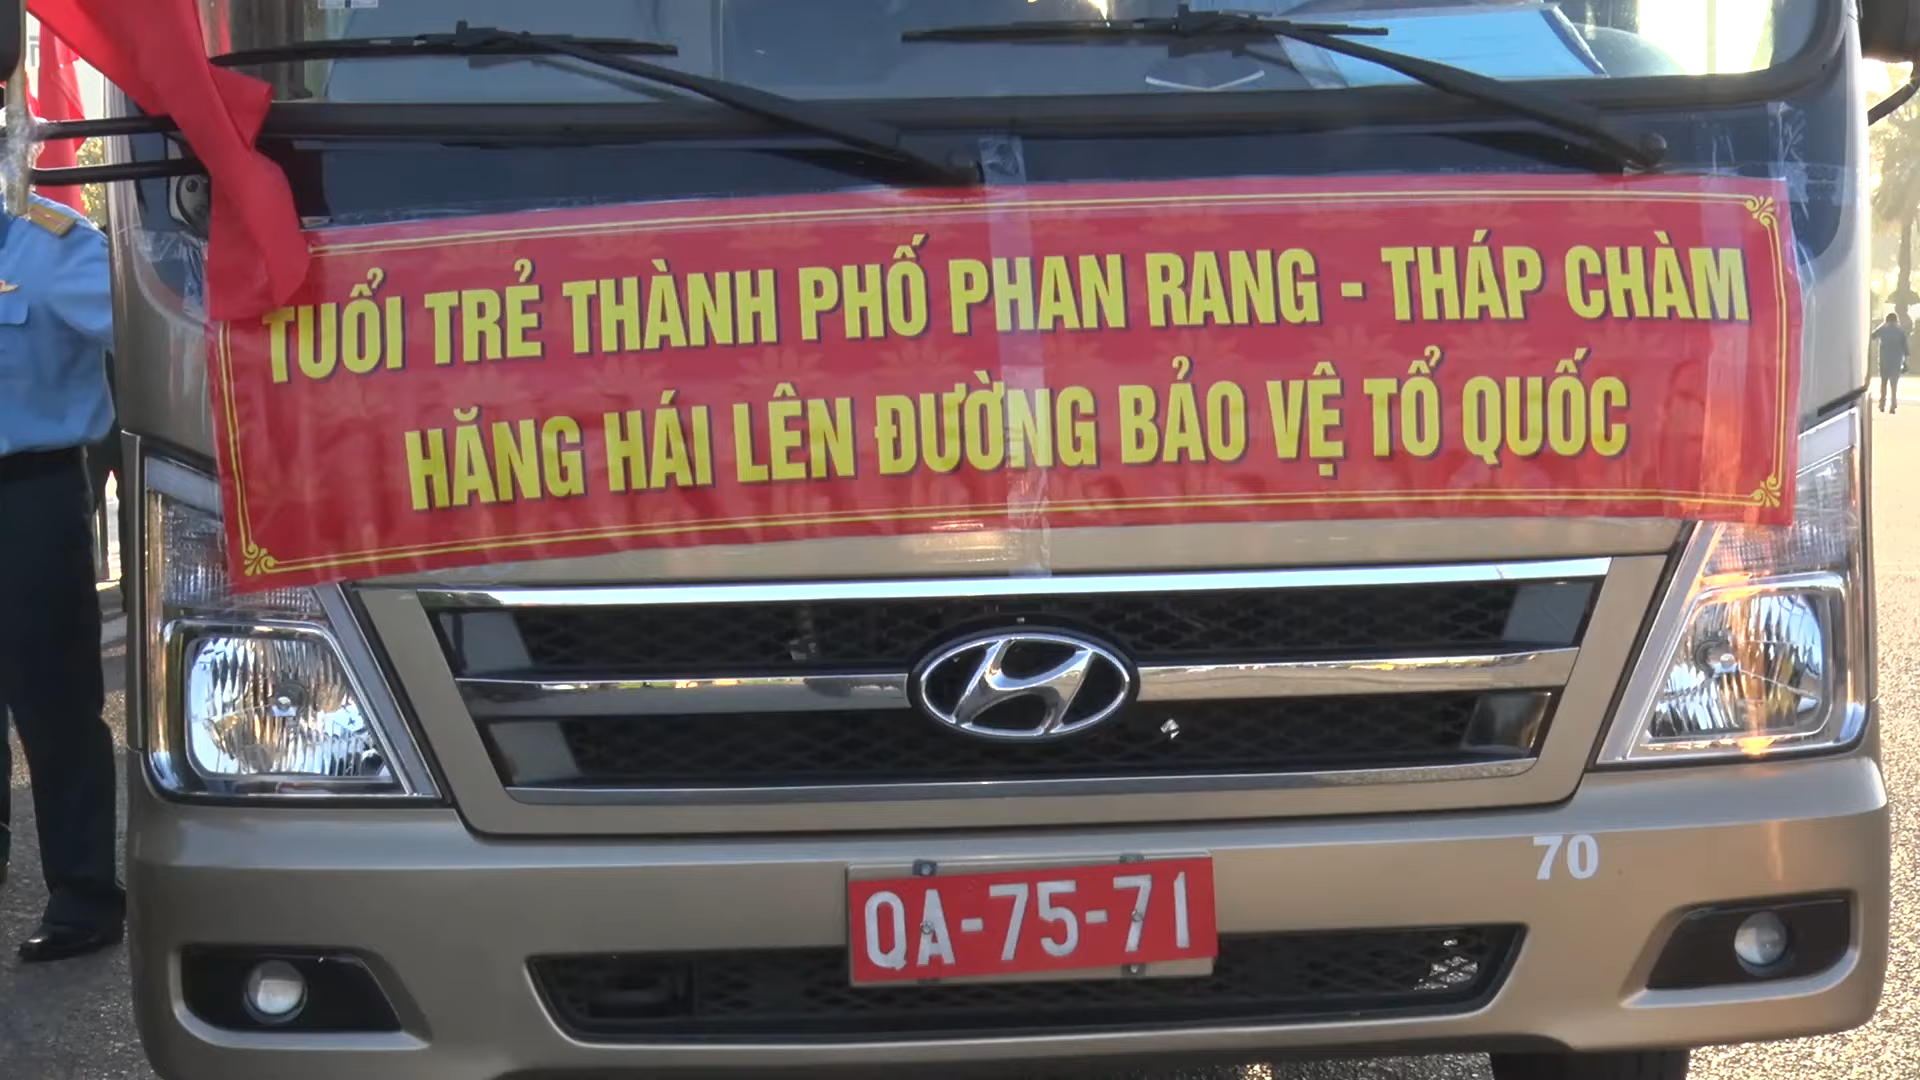 TUỔI TRẺ THÀNH PHỐ PHAN RANG - THÁP CHÀM
HĂNG HÁI LÊN ĐƯỜNG BẢO VỆ TỔ QUỐC
70
QA-75-71